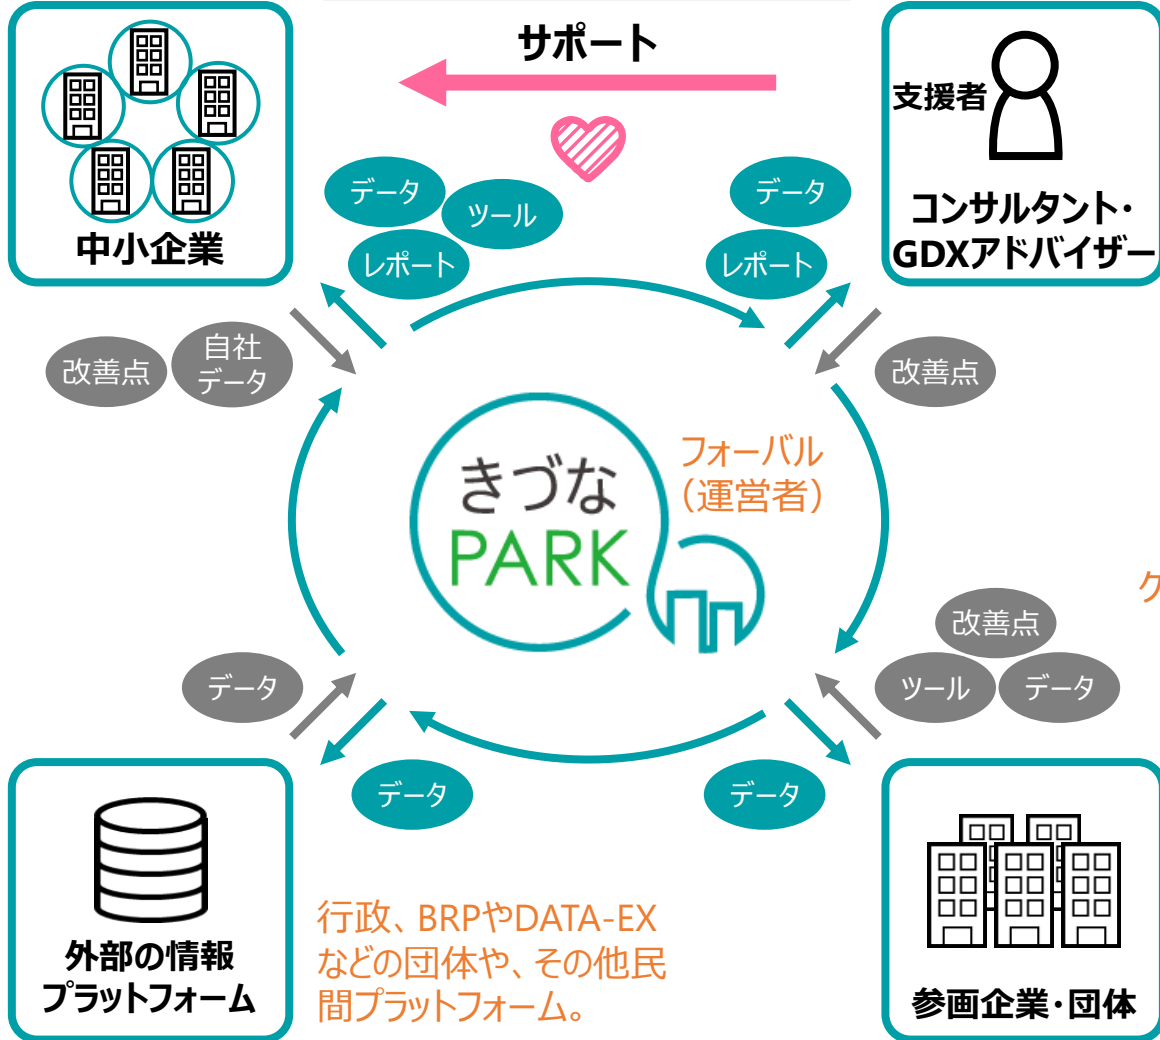 サポート
支援者
中小企業
コンサルタント・
GDXアドバイザー
データ
ツール
レポート
データ
レポート
改善点
自社
データ
改善点
きづな
PARK
フォーバル
（運営者）
ク
改善点
ツール
データ
データ
データ
データ
外部の情報
プラットフォーム
行政、BRPやDATA-EX
などの団体や、その他民
間プラットフォーム。
参画企業・団体